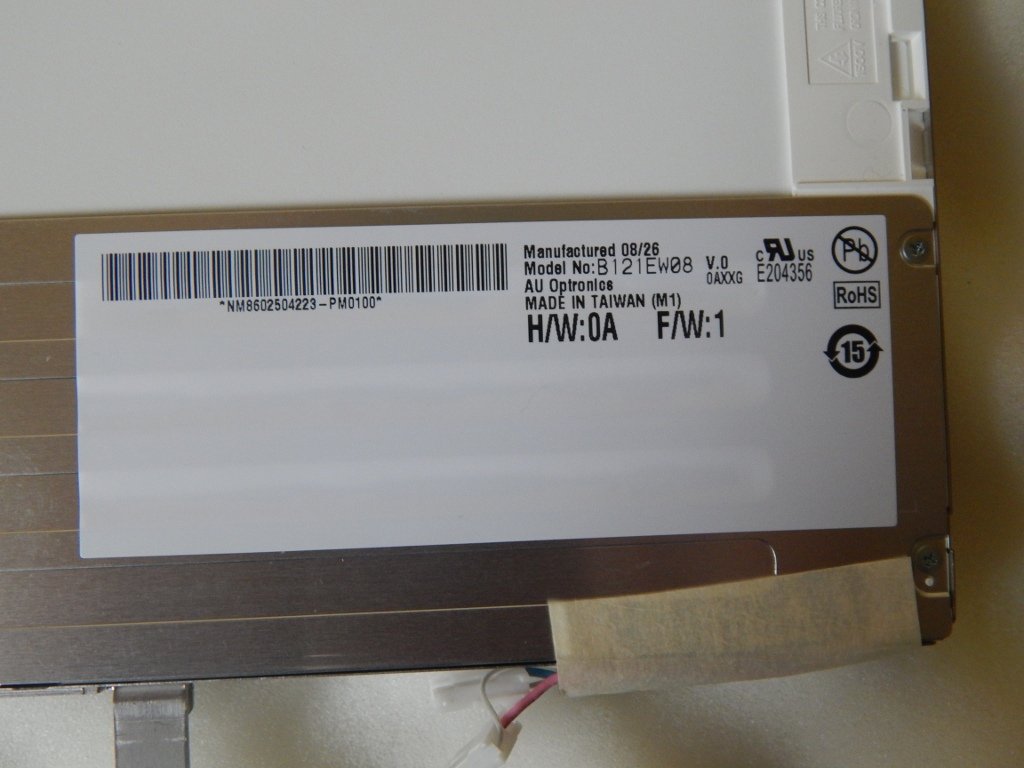 Manufactured 08/26
Model No:B121EW08 V.0
0AXXG
AU Optronics
MADE IN TAIWAN (M1)
H/W:0A F/W:1
*NM8602504223-PM0100*
C RU US
E204356
Pb
RoHS
15